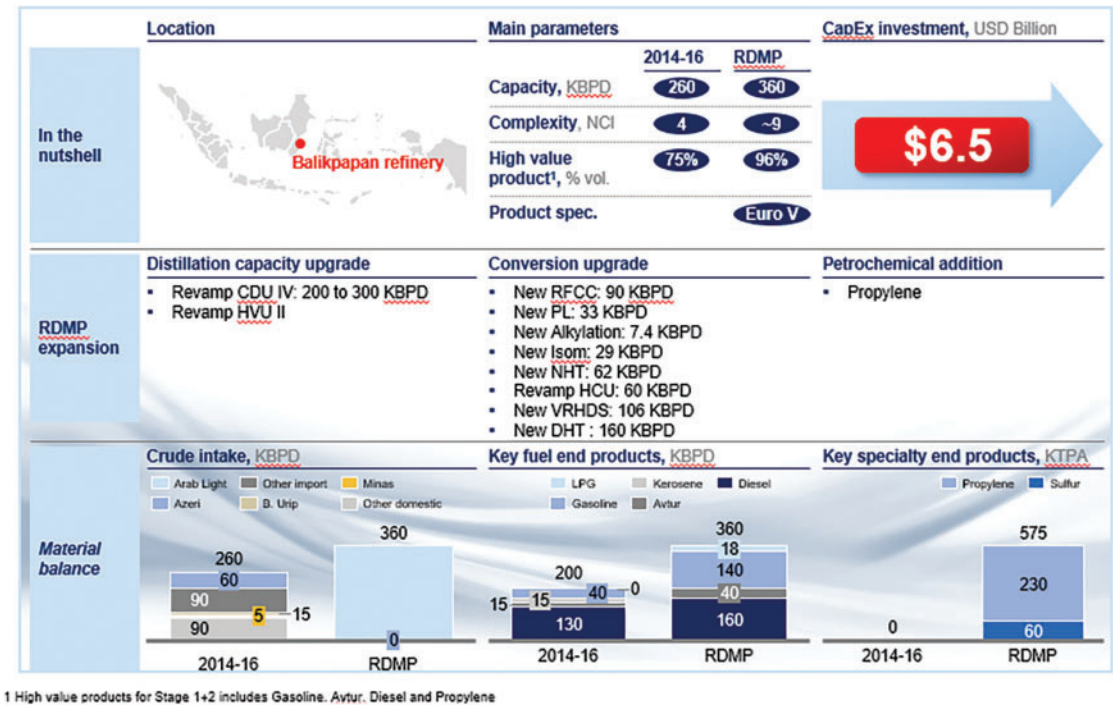 Location
Main parameters
CapEx investment, USD Billion
In the
nutshell
Balikpapan refinery
2014-16 RDMP
Capacity, KBPD 260 360
Complexity, NCI 4 ~9
High value
product¹, % vol. 75% 96%
Product spec. Euro V
$6.5
RDMP
expansion
Distillation capacity upgrade
▪ Revamp CDU IV: 200 to 300 KBPD
▪ Revamp HVU II
Conversion upgrade
▪ New RFCC: 90 KBPD
▪ New PL: 33 KBPD
▪ New Alkylation: 7.4 KBPD
▪ New Isom: 29 KBPD
▪ New NHT: 62 KBPD
▪ Revamp HCU: 60 KBPD
▪ New VRHDS: 106 KBPD
▪ New DHT : 160 KBPD
Petrochemical addition
▪ Propylene
Material
balance
Crude intake, KBPD
Arab Light Other import Minas
Azeri B. Urip Other domestic
260
60
90
5 15
90
2014-16
360
0
RDMP
Key fuel end products, KBPD
LPG Kerosene Diesel
Gasoline Avtur
200
40 0
15 15
130
2014-16
360
18
140
40
160
RDMP
Key specialty end products, KTPA
Propylene Sulfur
0
2014-16
575
230
60
RDMP
1 High value products for Stage 1+2 includes Gasoline. Avtur. Diesel and Propylene